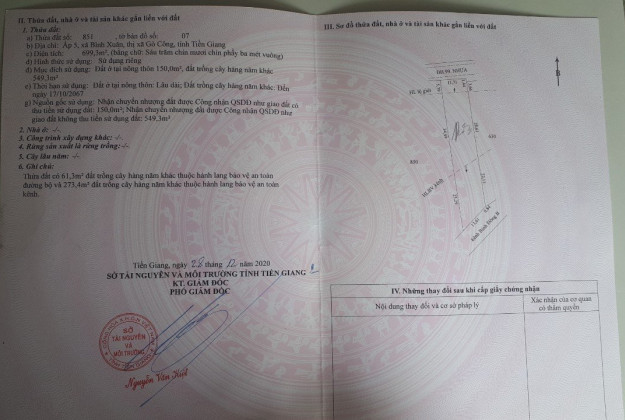 II. Thửa đất, nhà ở và tài sản khác gắn liền với đất
1. Thửa đất:
a) Thửa đất số: 851 , tờ bản đồ số: 07
b) Địa chỉ: Ấp 5, xã Bình Xuân, thị xã Gò Công, tỉnh Tiền Giang
c) Diện tích: 699,3m², (bằng chữ: Sáu trăm chín mươi chín phẩy ba mét vuông)
d) Hình thức sử dụng: Sử dụng riêng
đ) Mục đích sử dụng: Đất ở tại nông thôn 150,0m², đất trồng cây hàng năm khác
549,3m²
e) Thời hạn sử dụng: Đất ở tại nông thôn: Lâu dài; Đất trồng cây hàng năm khác: Đến
ngày 17/10/2067
g) Nguồn gốc sử dụng: Nhận chuyển nhượng đất được Công nhận QSDĐ như giao đất có
thu tiền sử dụng đất: 150,0m²; Nhận chuyển nhượng đất được Công nhận QSDĐ như
giao đất không thu tiền sử dụng đất: 549,3m²
2. Nhà ở: -/-
3. Công trình xây dựng khác: -/-
4. Rừng sản xuất là rừng trồng: -/-
5. Cây lâu năm: -/-
6. Ghi chú:
Thửa đất có 61,3m² đất trồng cây hàng năm khác thuộc hành lang bảo vệ an toàn
đường bộ và 273,4m² đất trồng cây hàng năm khác thuộc hành lang bảo vệ an toàn
kênh.
Tiền Giang, ngày 28 tháng 12 năm 2020
SỞ TÀI NGUYÊN VÀ MÔI TRƯỜNG TỈNH TIỀN GIANG
KT. GIÁM ĐỐC
PHÓ GIÁM ĐỐC
SỞ
TÀI NGUYÊN
VÀ
MÔI TRƯỜNG
Nguyễn Văn
III. Sơ đồ thửa đất, nhà ở và tài sản khác gắn liền với đất
IV. Những thay đổi sau khi cấp giấy chứng nhận
Nội dung thay đổi và cơ sở pháp lý
Xác nhận của cơ quan
có thẩm quyền